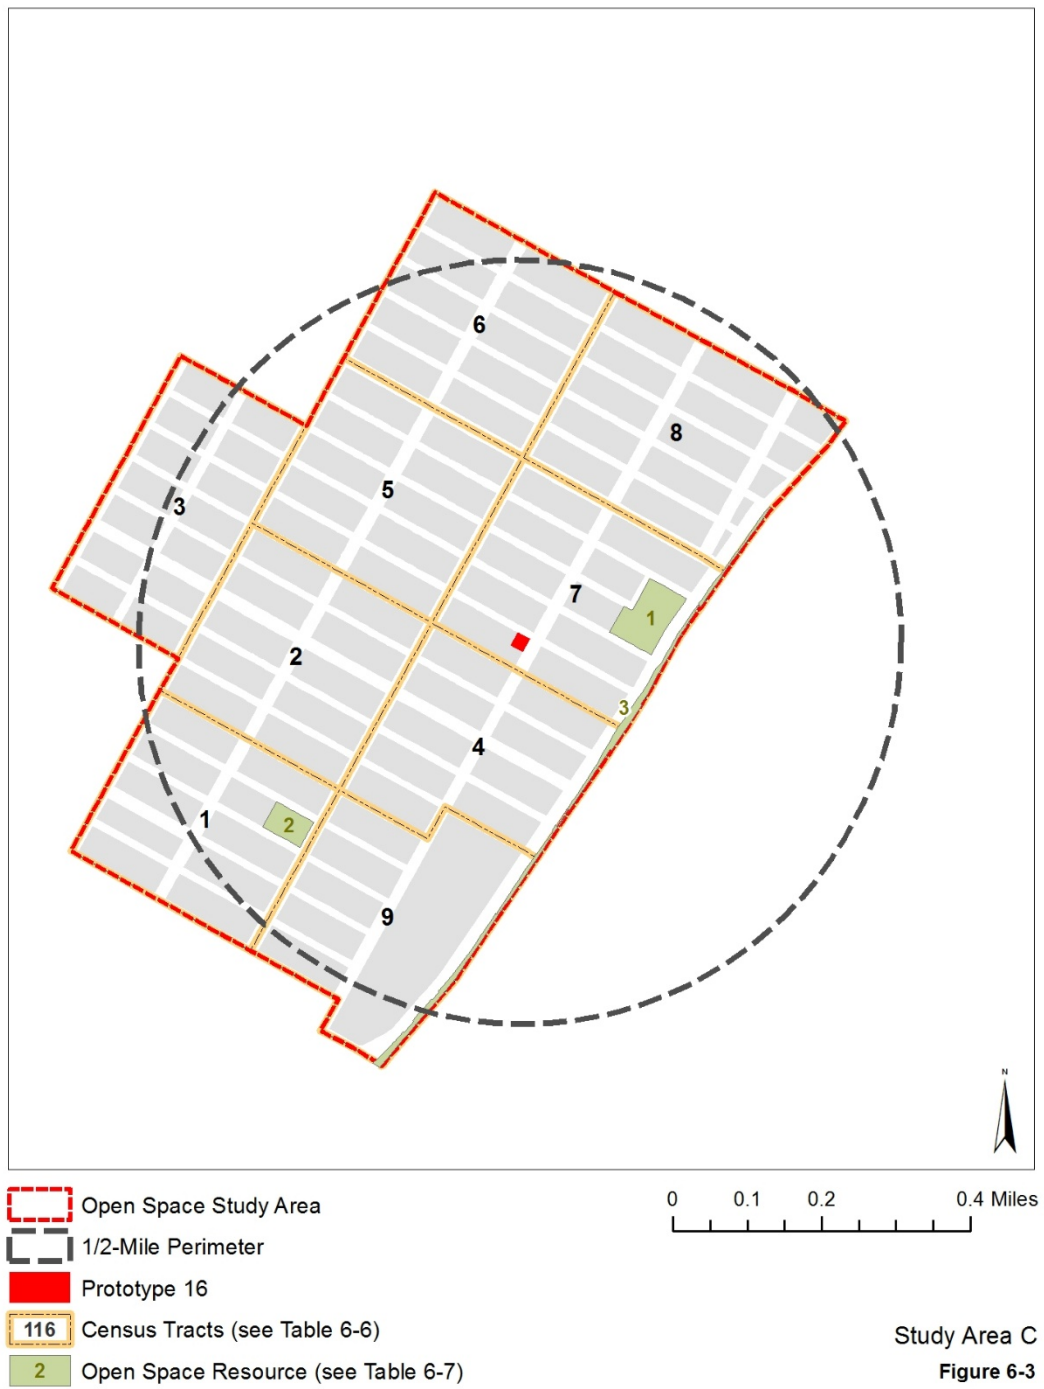 6
8
5
3
7
1
2
3
4
1
2
9
N
Open Space Study Area
1/2-Mile Perimeter
Prototype 16
116 Census Tracts (see Table 6-6)
2 Open Space Resource (see Table 6-7)
0 0.1 0.2 0.4 Miles
Study Area C
Figure 6-3